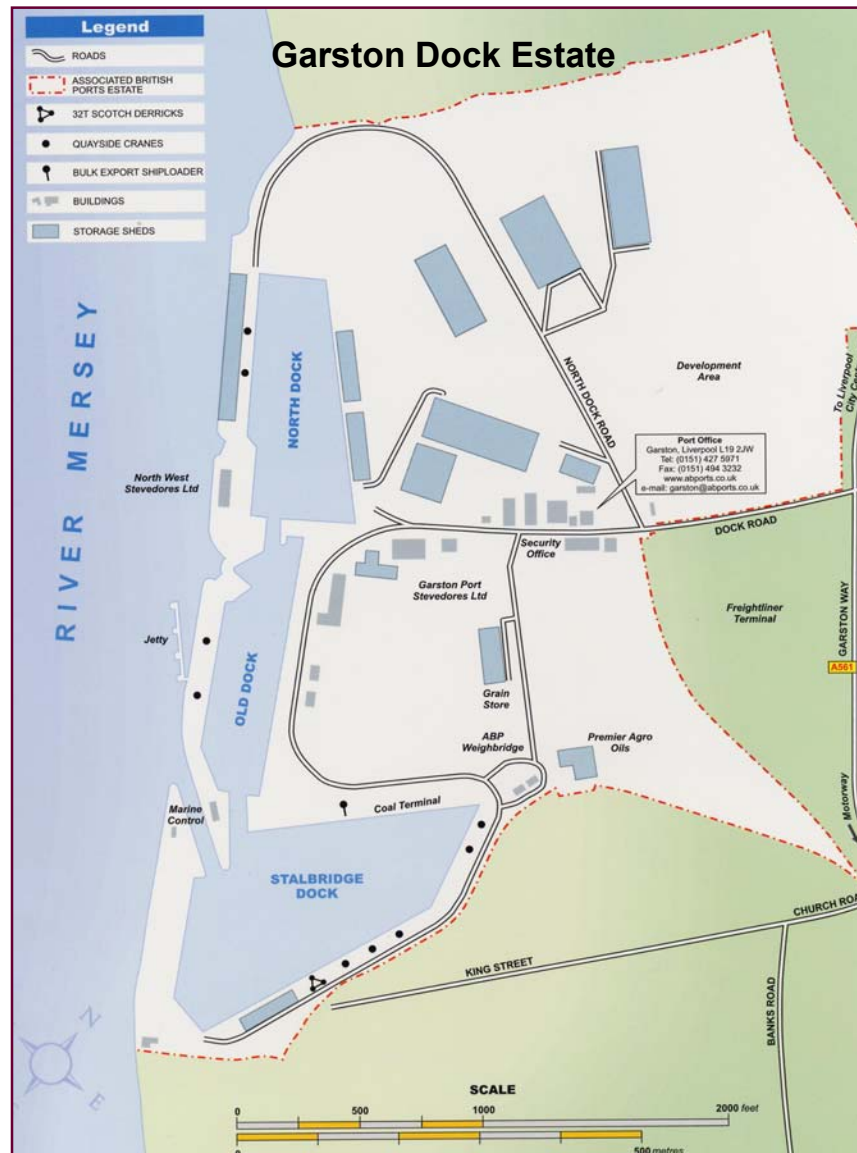 Garston Dock Estate
Legend
ROADS
ASSOCIATED BRITISH
PORTS ESTATE
32T SCOTCH DERRICKS
QUAYSIDE CRANES
BULK EXPORT SHIPLOADER
BUILDINGS
STORAGE SHEDS
RIVER MERSEY
NORTH DOCK
NORTH DOCK ROAD
Development
Area
To Liverpool
City
Port Office
Garston, Liverpool L19 2JW
Tel: (0151) 427 5971
Fax: (0151) 494 3232
www.abports.co.uk
e-mail: garston@abports.co.uk
North West
Stevedores Ltd
DOCK ROAD
Security
Office
Garston Port
Stevedores Ltd
Freightliner
Terminal
GARSTON WAY
A561
Jetty
OLD DOCK
Grain
Store
ABP
Weighbridge
Premier Agro
Oils
Motorway
Marine
Control
Coal Terminal
STALBRIDGE
DOCK
CHURCH
KING STREET
BANKS ROAD
N
E
SCALE
0 500 1000 2000 feet
0 500 metres